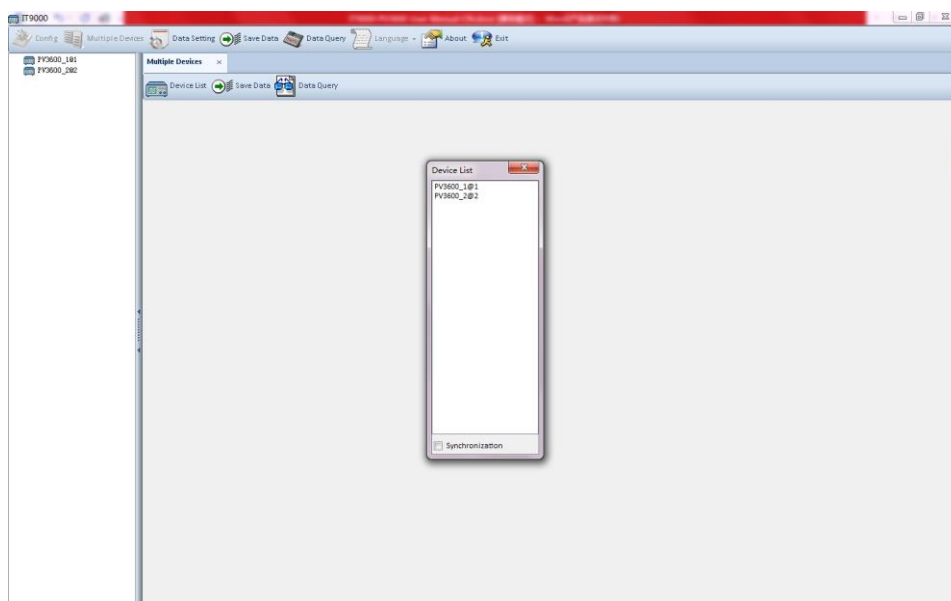 IT9000
Config Multiple Devices Data Setting Save Data Data Query Language About Exit
PV3600_1@1
PV3600_2@2
Multiple Devices
Device List Save Data Data Query
Device List
PV3600_1@1
PV3600_2@2
Synchronization